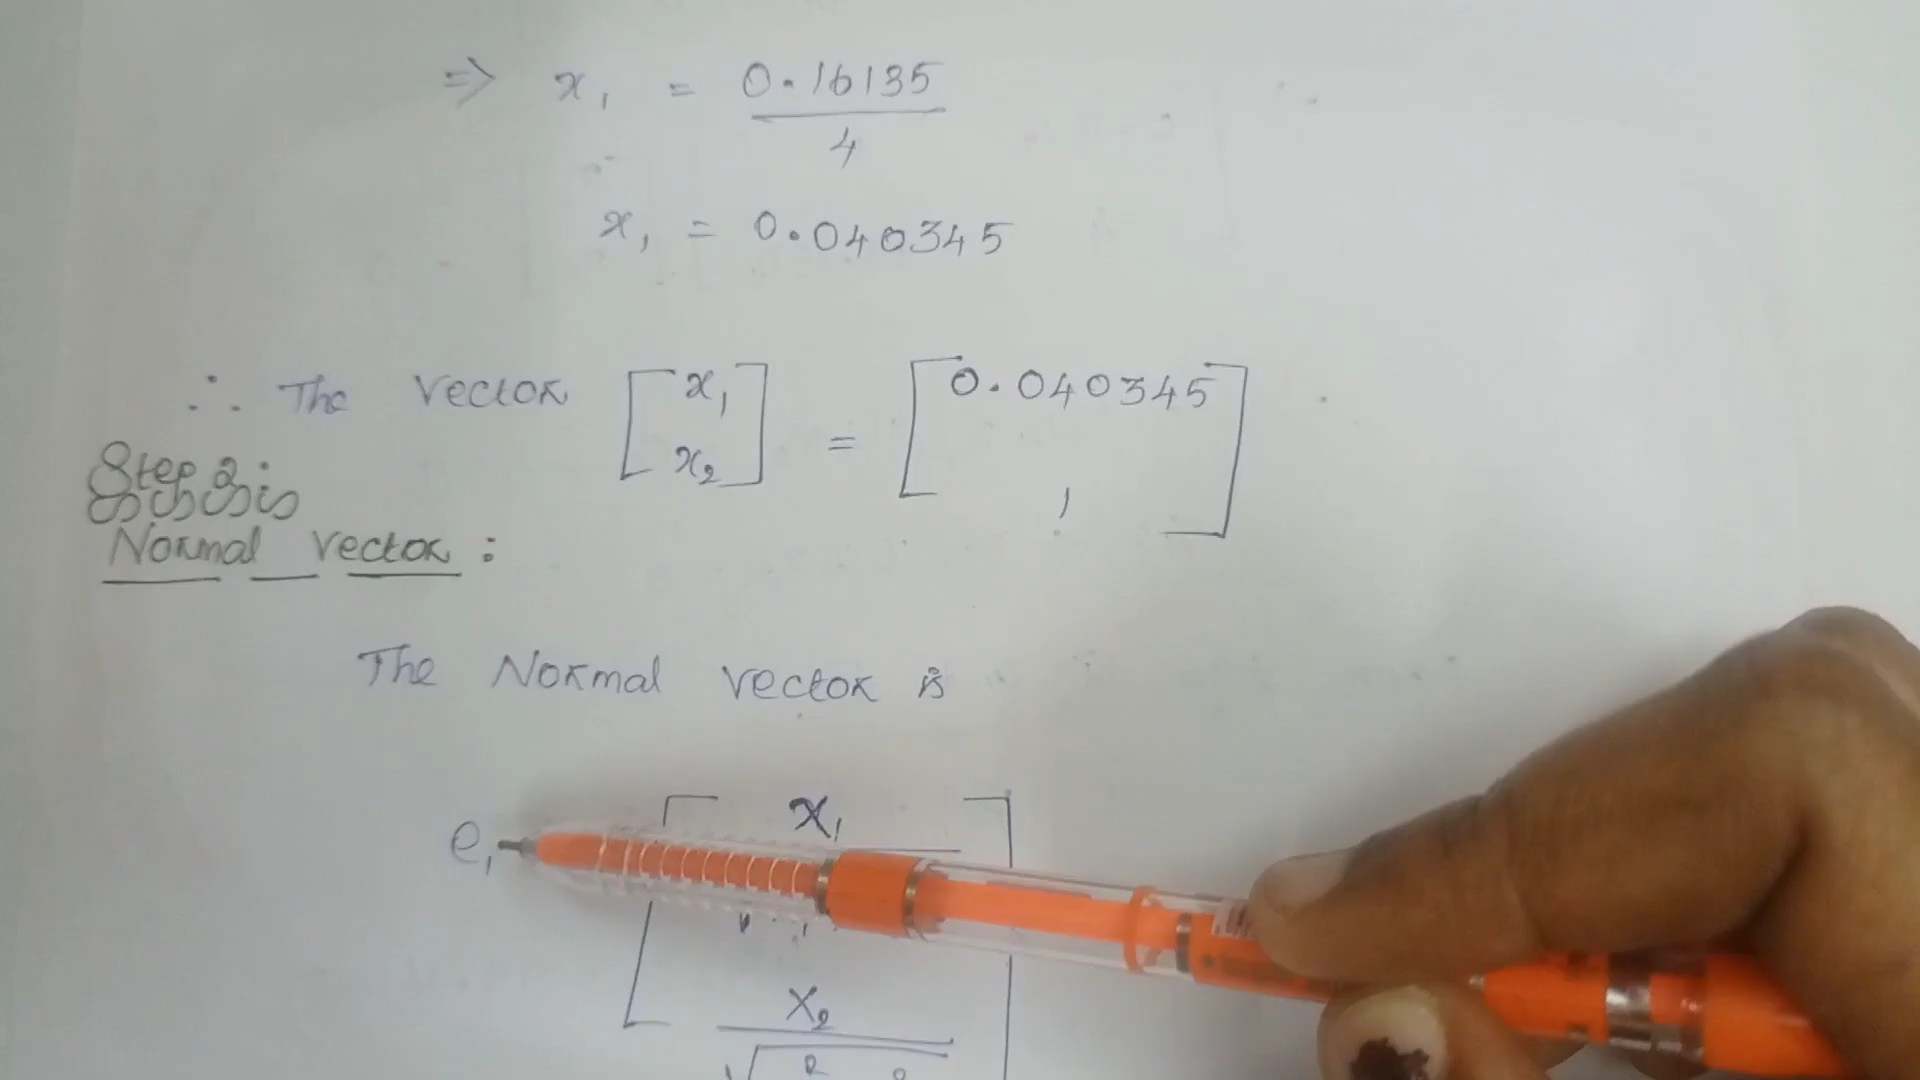 ⇒ x₁ = 0.16135
4
x₁ = 0.040345
∴ The vector [x₁ x₂] = [0.040345 1]
Step 3:
Normal vector:
The Normal vector is
e₁
x₁
x₂
√